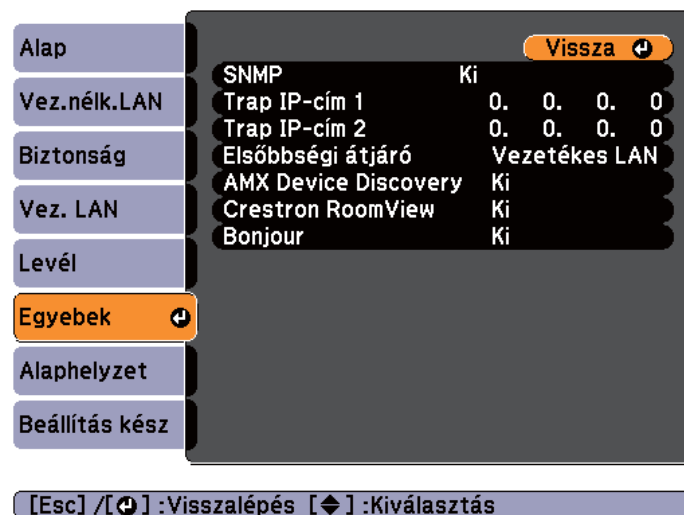 Alap
Vez.nélk.LAN
Biztonság
Vez. LAN
Levél
Egyebek
Alaphelyzet
Beállítás kész
Vissza
SNMP Ki
Trap IP-cím 1 0. 0. 0. 0
Trap IP-cím 2 0. 0. 0. 0
Elsőbbségi átjáró Vezetékes LAN
AMX Device Discovery Ki
Crestron RoomView Ki
Bonjour Ki
[Esc] /[⏎] :Visszalépés [◆] :Kiválasztás